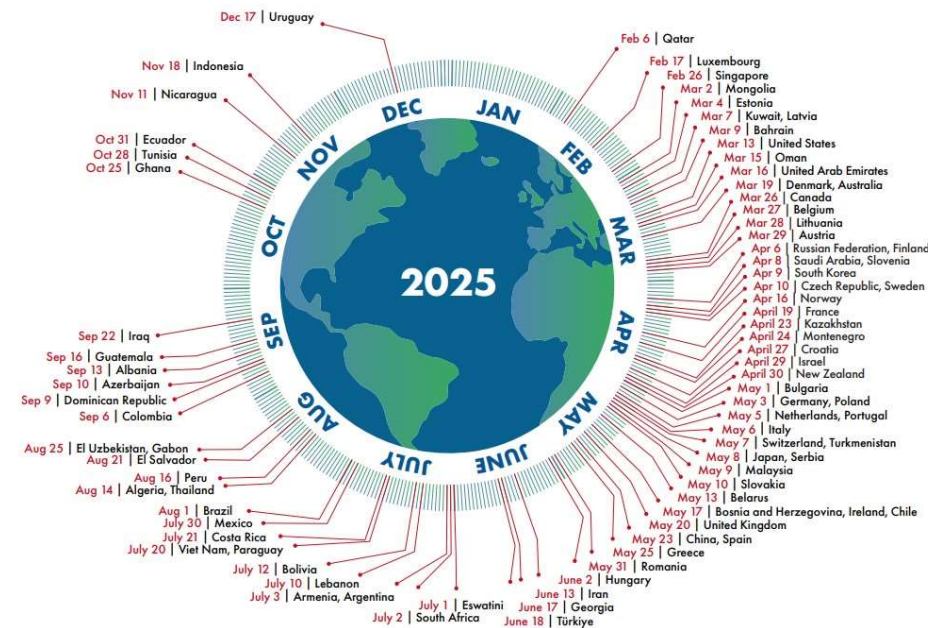 Dec 17 | Uruguay
Nov 18 | Indonesia
Nov 11 | Nicaragua
Oct 31 | Ecuador
Oct 28 | Tunisia
Oct 25 | Ghana
Sep 22 | Iraq
Sep 16 | Guatemala
Sep 13 | Albania
Sep 10 | Azerbaijan
Sep 9 | Dominican Republic
Sep 6 | Colombia
Aug 25 | El Uzbekistan, Gabon
Aug 21 | El Salvador
Aug 16 | Peru
Aug 14 | Algeria, Thailand
Aug 1 | Brazil
July 30 | Mexico
July 21 | Costa Rica
July 20 | Viet Nam, Paraguay
July 12 | Bolivia
July 10 | Lebanon
July 3 | Armenia, Argentina
July 1 | Eswatini
July 2 | South Africa
JAN
FEB
MAR
APR
MAY
JUNE
JULY
AUG
SEP
OCT
NOV
DEC
2025
Feb 6 | Qatar
Feb 17 | Luxembourg
Feb 26 | Singapore
Mar 2 | Mongolia
Mar 4 | Estonia
Mar 7 | Kuwait, Latvia
Mar 9 | Bahrain
Mar 13 | United States
Mar 15 | Oman
Mar 16 | United Arab Emirates
Mar 19 | Denmark, Australia
Mar 26 | Canada
Mar 27 | Belgium
Mar 28 | Lithuania
Mar 29 | Austria
Apr 6 | Russian Federation, Finland
Apr 8 | Saudi Arabia, Slovenia
Apr 9 | South Korea
Apr 10 | Czech Republic, Sweden
Apr 16 | Norway
April 19 | France
April 23 | Kazakhstan
April 24 | Montenegro
April 27 | Croatia
April 29 | Israel
April 30 | New Zealand
May 1 | Bulgaria
May 3 | Germany, Poland
May 5 | Netherlands, Portugal
May 6 | Italy
May 7 | Switzerland, Turkmenistan
May 8 | Japan, Serbia
May 9 | Malaysia
May 10 | Slovakia
May 13 | Belarus
May 17 | Bosnia and Herzegovina, Ireland, Chile
May 20 | United Kingdom
May 23 | China, Spain
May 25 | Greece
May 31 | Romania
June 2 | Hungary
June 13 | Iran
June 17 | Georgia
June 18 | Türkiye